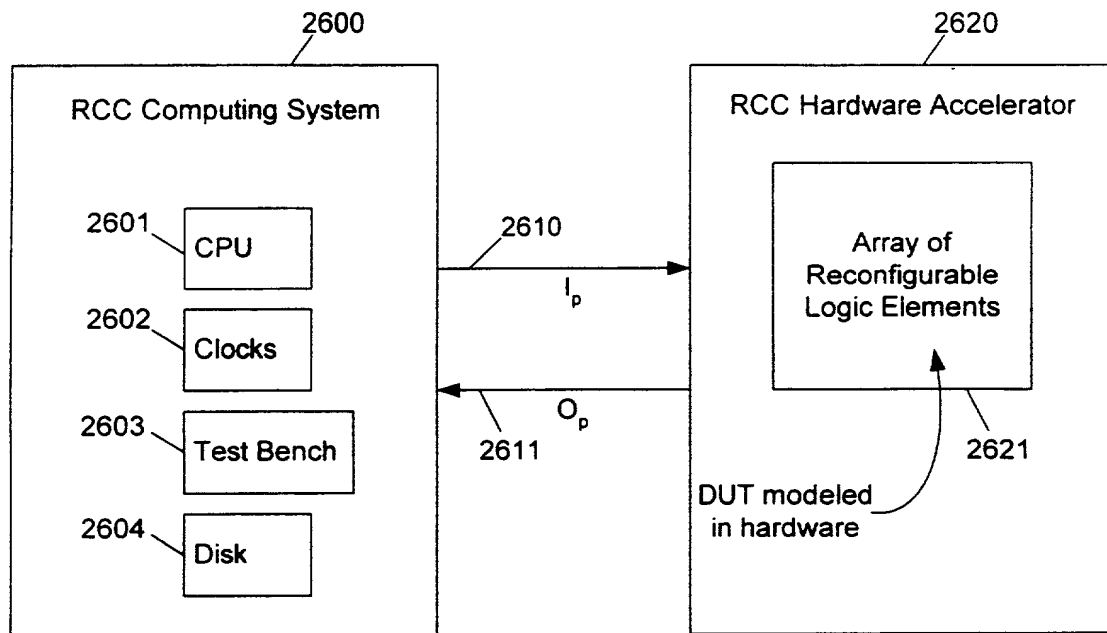 2600
2620
RCC Computing System
RCC Hardware Accelerator
2601
CPU
2610
I_p
Array of
Reconfigurable
Logic Elements
2602
Clocks
O_p
2603
Test Bench
2611
2621
DUT modeled
in hardware
2604
Disk